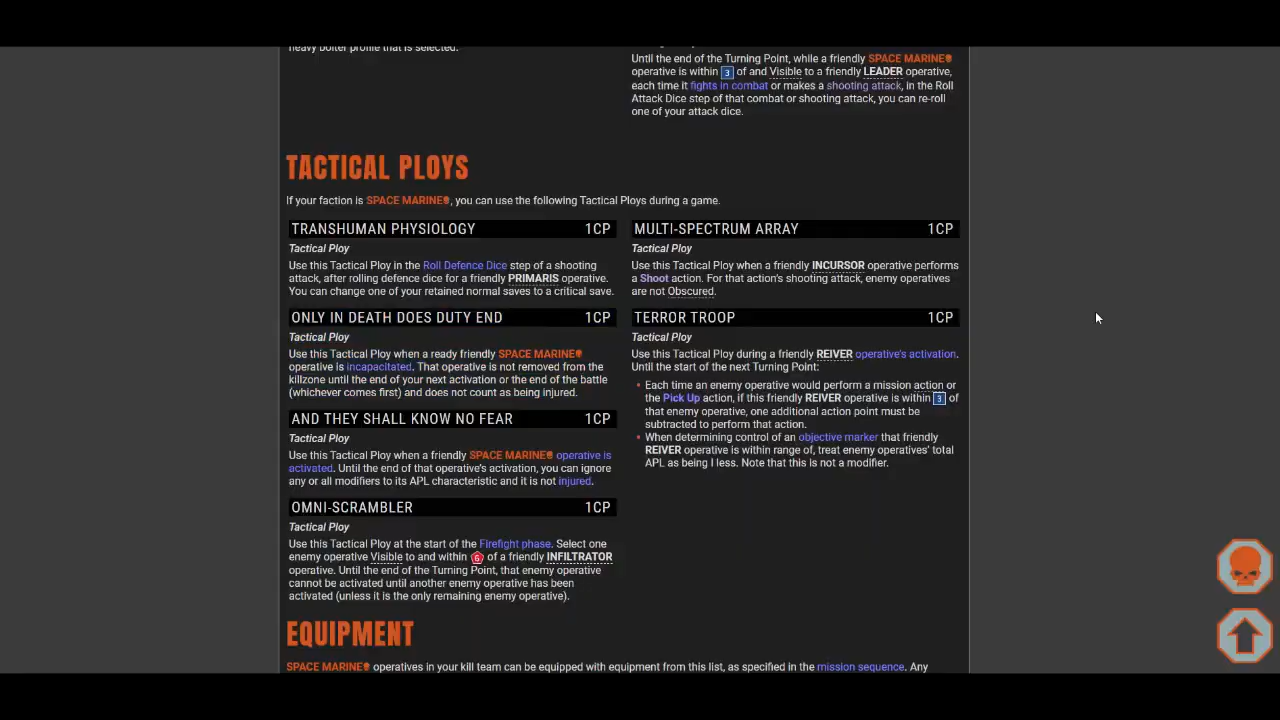 heavy bolter profile that is selected.
Until the end of the Turning Point, while a friendly SPACE MARINE
operative is within 3 of and Visible to a friendly LEADER operative,
each time it fights in combat or makes a shooting attack, in the Roll
Attack Dice step of that combat or shooting attack, you can re-roll
one of your attack dice.
TACTICAL PLOYS
If your faction is SPACE MARINE, you can use the following Tactical Ploys during a game.
TRANSHUMAN PHYSIOLOGY 1CP
Tactical Ploy
Use this Tactical Ploy in the Roll Defence Dice step of a shooting
attack, after rolling defence dice for a friendly PRIMARIS operative.
You can change one of your retained normal saves to a critical save.
ONLY IN DEATH DOES DUTY END 1CP
Tactical Ploy
Use this Tactical Ploy when a ready friendly SPACE MARINE
operative is incapacitated. That operative is not removed from the
killzone until the end of your next activation or the end of the battle
(whichever comes first) and does not count as being injured.
AND THEY SHALL KNOW NO FEAR 1CP
Tactical Ploy
Use this Tactical Ploy when a friendly SPACE MARINE operative is
activated. Until the end of that operative's activation, you can ignore
any or all modifiers to its APL characteristic and it is not injured.
OMNI-SCRAMBLER 1CP
Tactical Ploy
Use this Tactical Ploy at the start of the Firefight phase. Select one
enemy operative Visible to and within 6 of a friendly INFILTRATOR
operative. Until the end of the Turning Point, that enemy operative
cannot be activated until another enemy operative has been
activated (unless it is the only remaining enemy operative).
MULTI-SPECTRUM ARRAY 1CP
Tactical Ploy
Use this Tactical Ploy when a friendly INCURSOR operative performs
a Shoot action. For that action's shooting attack, enemy operatives
are not Obscured.
TERROR TROOP 1CP
Tactical Ploy
Use this Tactical Ploy during a friendly REIVER operative's activation.
Until the start of the next Turning Point:
• Each time an enemy operative would perform a mission action or
the Pick Up action, if this friendly REIVER operative is within 3 of
that enemy operative, one additional action point must be
subtracted to perform that action.
• When determining control of an objective marker that friendly
REIVER operative is within range of, treat enemy operatives' total
APL as being 1 less. Note that this is not a modifier.
EQUIPMENT
SPACE MARINE operatives in your kill team can be equipped with equipment from this list, as specified in the mission sequence. Any